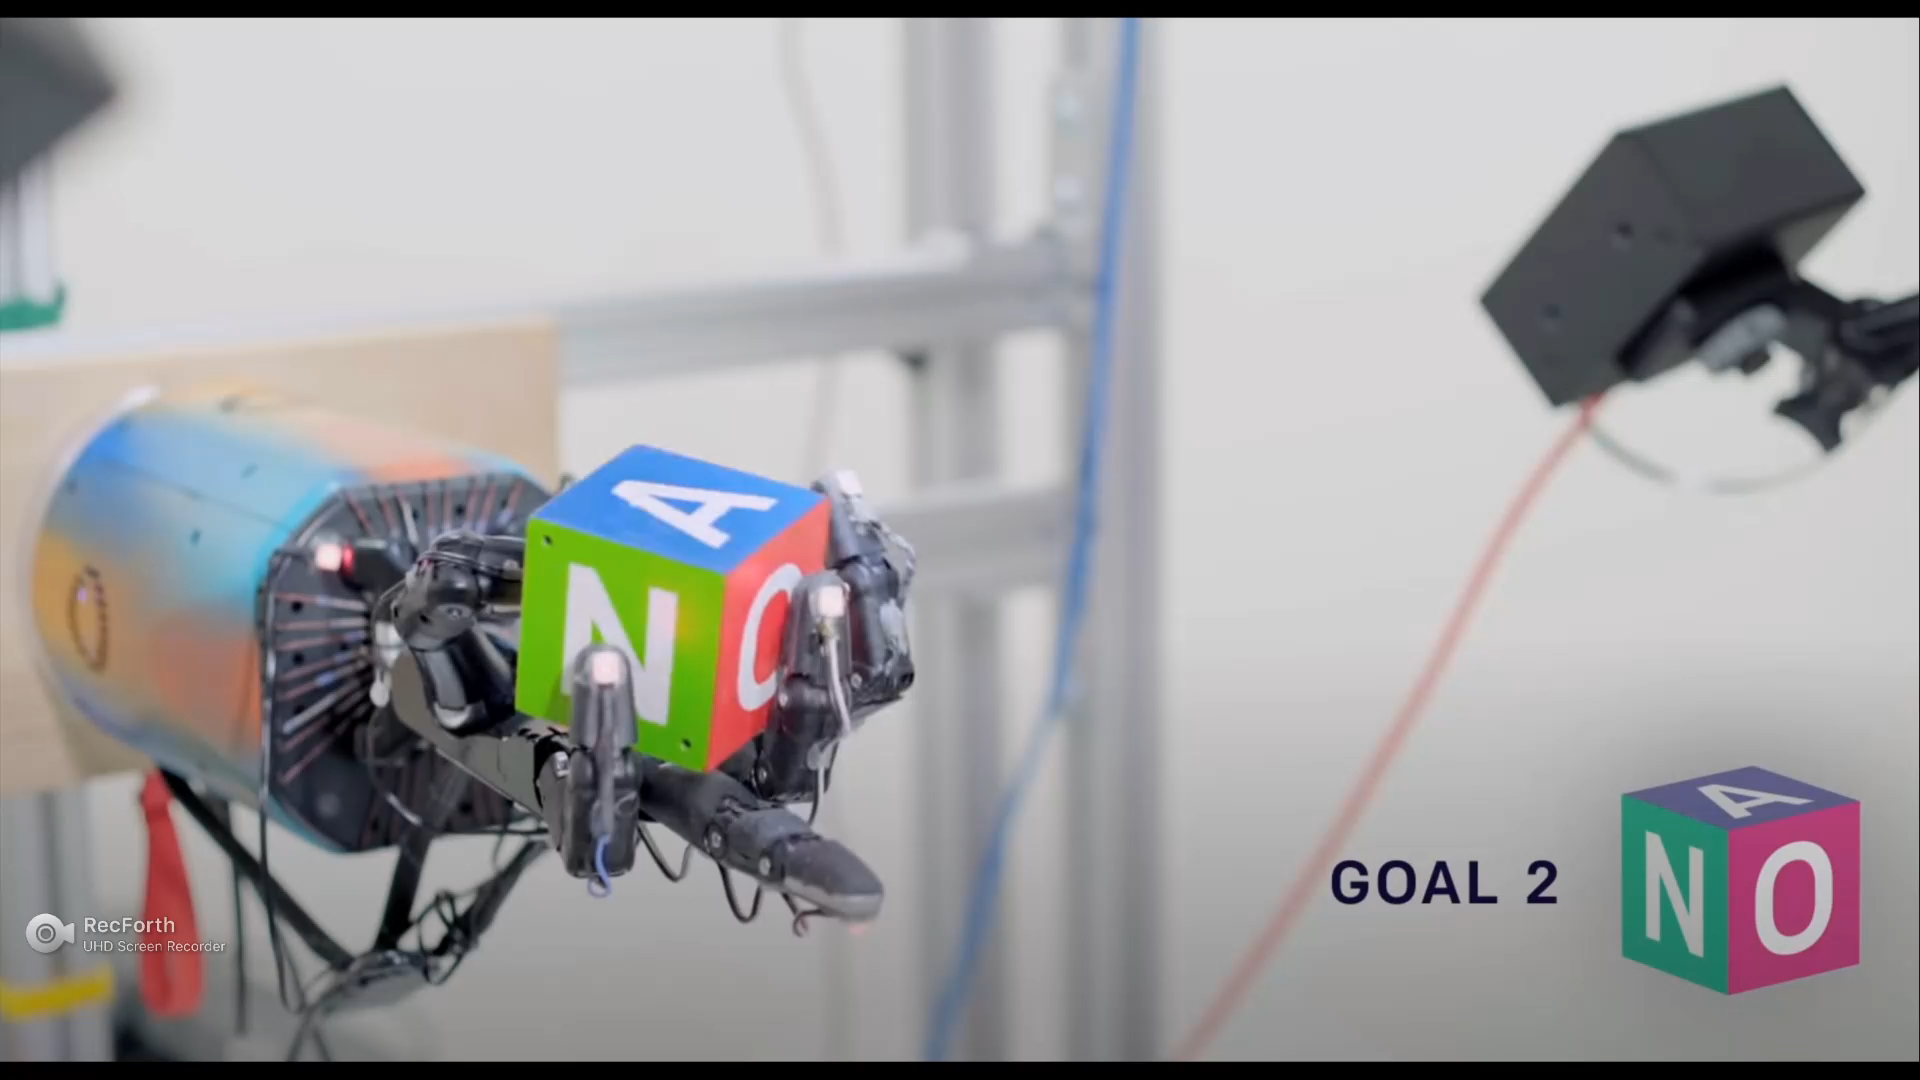 A
N
O
GOAL 2
A
N O
RecForth
UHD Screen Recorder